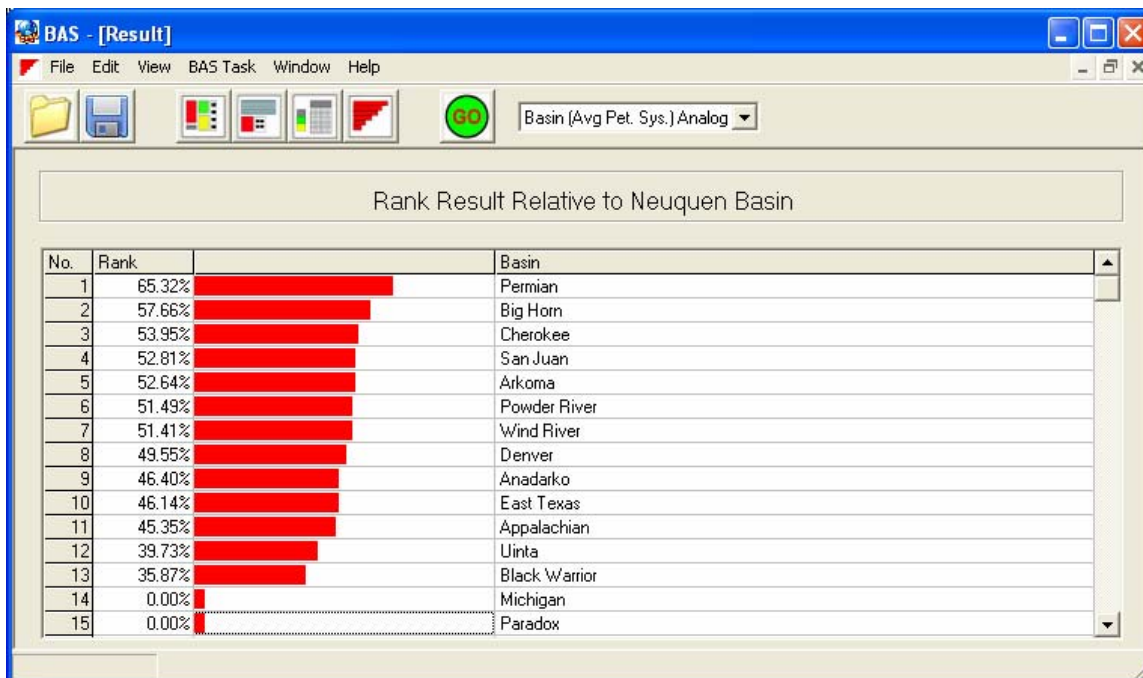 BAS - [Result]
File Edit View BAS Task Window Help
GO Basin (Avg Pet. Sys.) Analog
Rank Result Relative to Neuquen Basin
No. Rank Basin
1 65.32% Permian
2 57.66% Big Horn
3 53.95% Cherokee
4 52.81% San Juan
5 52.64% Arkoma
6 51.49% Powder River
7 51.41% Wind River
8 49.55% Denver
9 46.40% Anadarko
10 46.14% East Texas
11 45.35% Appalachian
12 39.73% Uinta
13 35.87% Black Warrior
14 0.00% Michigan
15 0.00% Paradox